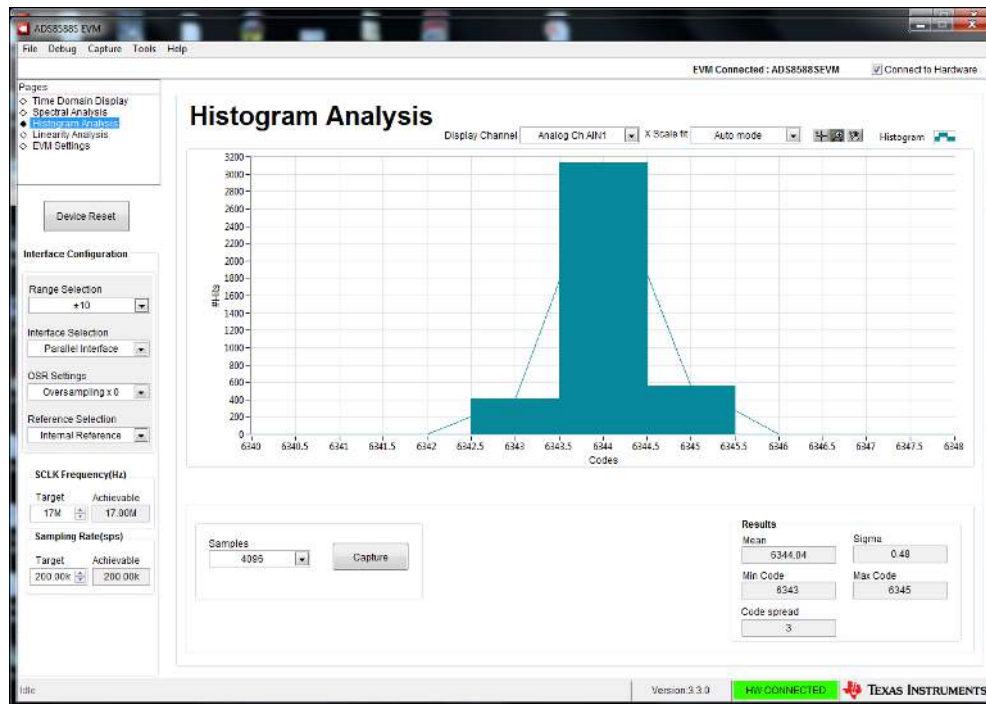 ADS8588S EVM
File Debug Capture Tools Help
EVM Connected : ADS8588SEVM Connect to Hardware
Pages
Time Domain Display
Spectral Analysis
Histogram Analysis
Linearity Analysis
EVM Settings
Device Reset
Interface Configuration
Range Selection
±10
Interface Selection
Parallel Interface
OSR Settings
Oversampling x 0
Reference Selection
Internal Reference
SCLK Frequency(Hz)
Target Achievable
17M 17.00M
Sampling Rate(sps)
Target Achievable
200.00k 200.00k
Histogram Analysis
Display Channel Analog Ch AIN1 X Scale fit Auto mode Histogram
3200
3000
2800
2600
2400
2200
2000
1800
1600
1400
1200
1000
800
600
400
200
0
#Hits
6340 6340.5 6341 6341.5 6342 6342.5 6343 6343.5 6344 6344.5 6345 6345.5 6346 6346.5 6347 6347.5 6348
Codes
Samples
4096
Capture
Results
Mean Sigma
6344.04 0.48
Min Code Max Code
6343 6345
Code spread
3
Idle Version:3.3.0 HW CONNECTED TEXAS INSTRUMENTS